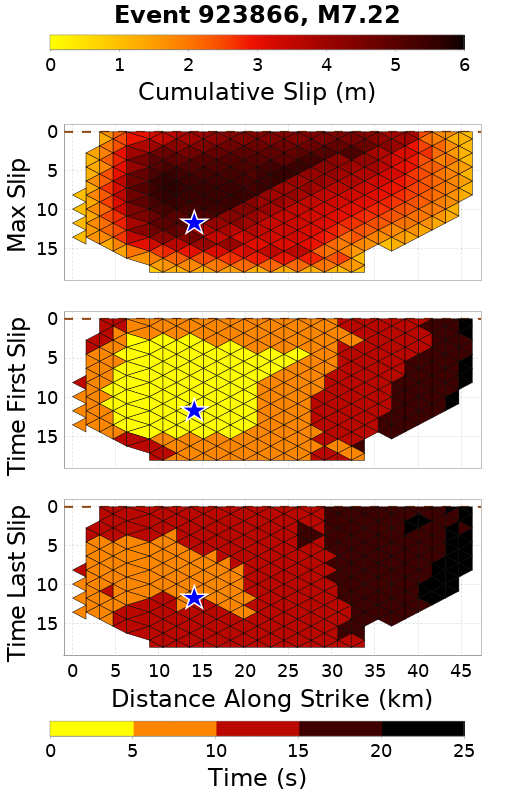 Event 923866, M7.22
0 1 2 3 4 5 6
Cumulative Slip (m)
Max Slip
0
5
10
15
Time First Slip
0
5
10
15
Time Last Slip
0
5
10
15
0 5 10 15 20 25 30 35 40 45
Distance Along Strike (km)
0 5 10 15 20 25
Time (s)